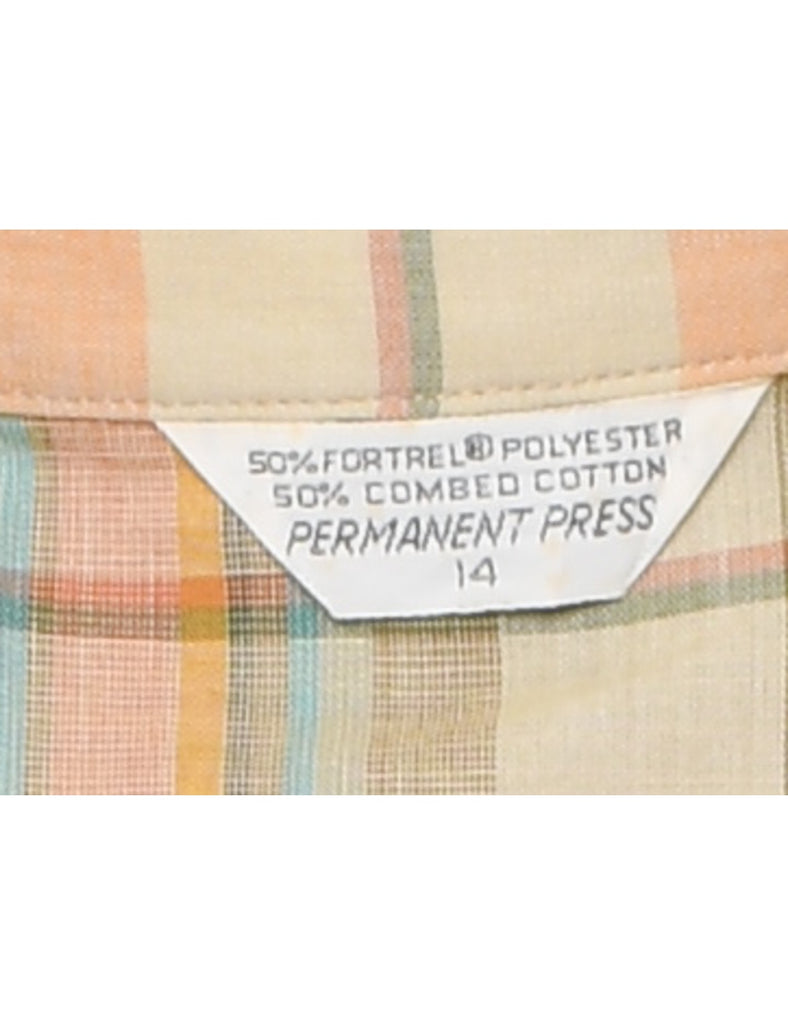 50% FORTREL® POLYESTER
50% COMBED COTTON
PERMANENT PRESS
14